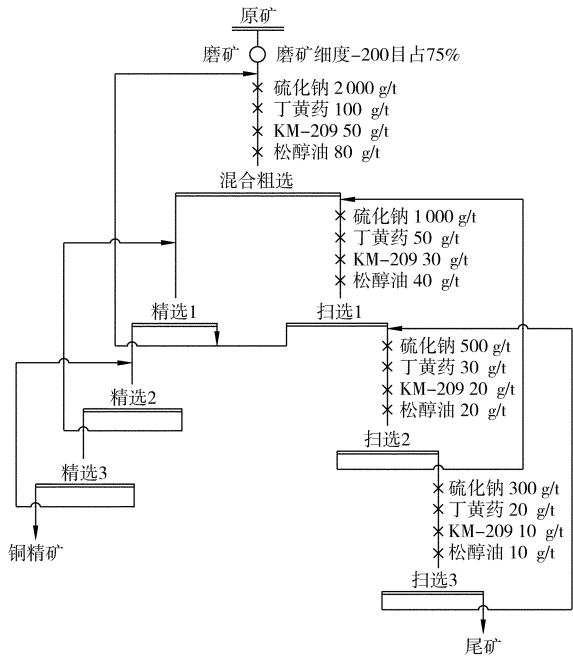 原矿
磨矿 磨矿细度-200目占75%
硫化钠 2 000 g/t
丁黄药 100 g/t
KM-209 50 g/t
松醇油 80 g/t
混合粗选
硫化钠 1 000 g/t
丁黄药 50 g/t
KM-209 30 g/t
松醇油 40 g/t
精选1
扫选1
硫化钠 500 g/t
丁黄药 30 g/t
KM-209 20 g/t
松醇油 20 g/t
精选2
扫选2
精选3
硫化钠 300 g/t
丁黄药 20 g/t
KM-209 10 g/t
松醇油 10 g/t
铜精矿
扫选3
尾矿